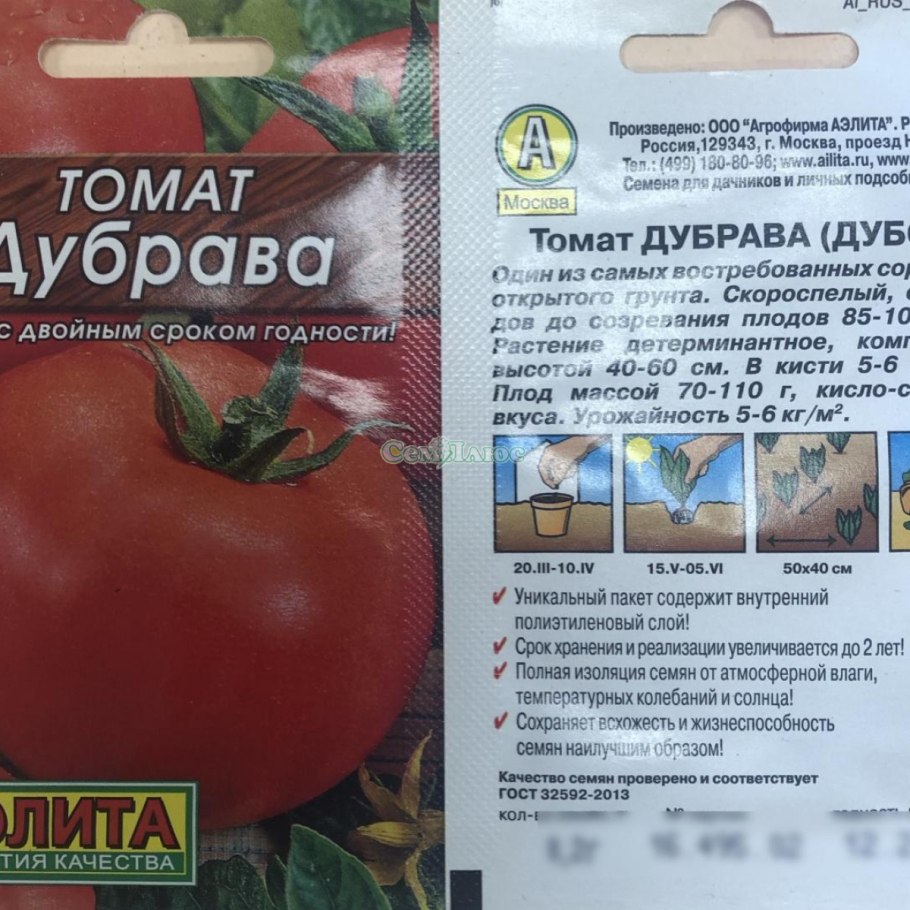 ТОМАТ
Дубрава
с двойным сроком годности!
ЭЛИТА
ТИЯ КАЧЕСТВА
СемПлюс
AI_RUS_
А
Москва
Произведено: ООО "Агрофирма АЭЛИТА". Р
Россия,129343, г. Москва, проезд
Тел.: (499) 180-80-96; www.ailita.ru, www.
Семена для дачников и личных подсоб
Томат ДУБРАВА (ДУБ
Один из самых востребованных сор
открытого грунта. Скороспелый,
дов до созревания плодов 85-10
Растение детерминантное, комп
высотой 40-60 см. В кисти 5-6
Плод массой 70-110 г, кисло-с
вкуса. Урожайность 5-6 кг/м².
20.III-10.IV 15.V-05.VI 50x40 см
✓ Уникальный пакет содержит внутренний
полиэтиленовый слой!
✓ Срок хранения и реализации увеличивается до 2 лет!
✓ Полная изоляция семян от атмосферной влаги,
температурных колебаний и солнца!
✓ Сохраняет всхожесть и жизнеспособность
семян наилучшим образом!
Качество семян проверено и соответствует
ГОСТ 32592-2013